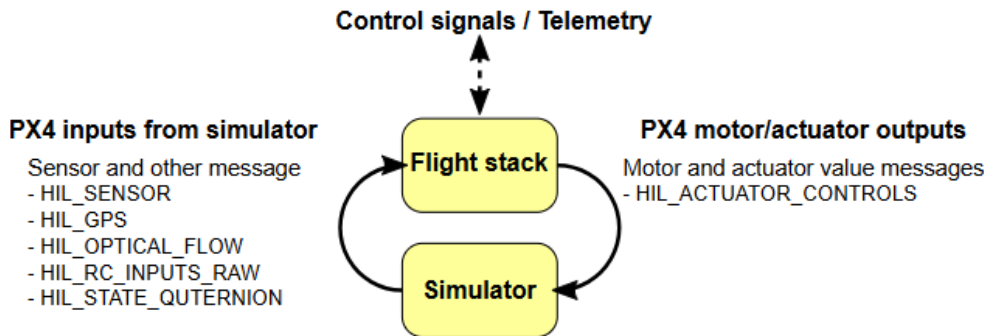 Control signals / Telemetry
PX4 inputs from simulator
Sensor and other message
- HIL_SENSOR
- HIL_GPS
- HIL_OPTICAL_FLOW
- HIL_RC_INPUTS_RAW
- HIL_STATE_QUTERNION
Flight stack
Simulator
PX4 motor/actuator outputs
Motor and actuator value messages
- HIL_ACTUATOR_CONTROLS